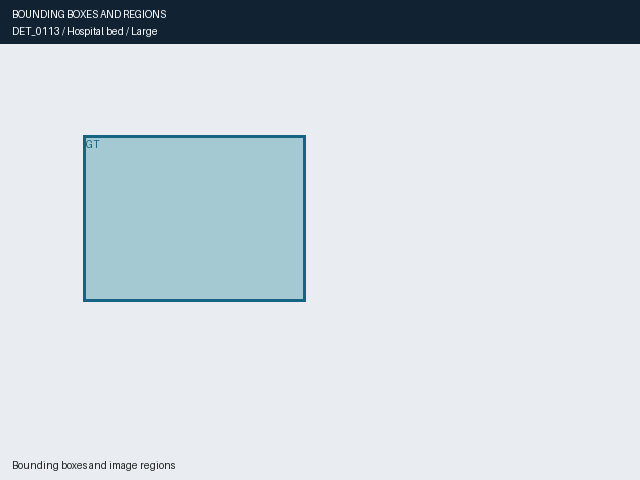 BOUNDING BOXES AND REGIONS
DET_0113 / Hospital bed / Large
GT
Bounding boxes and image regions